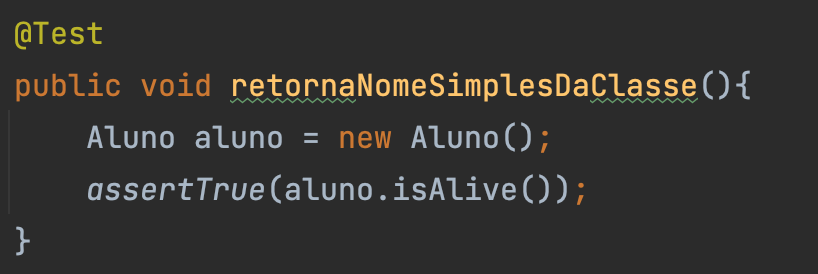 @Test
public void retornaNomeSimplesDaClasse(){
    Aluno aluno = new Aluno();
    assertTrue(aluno.isAlive());
}